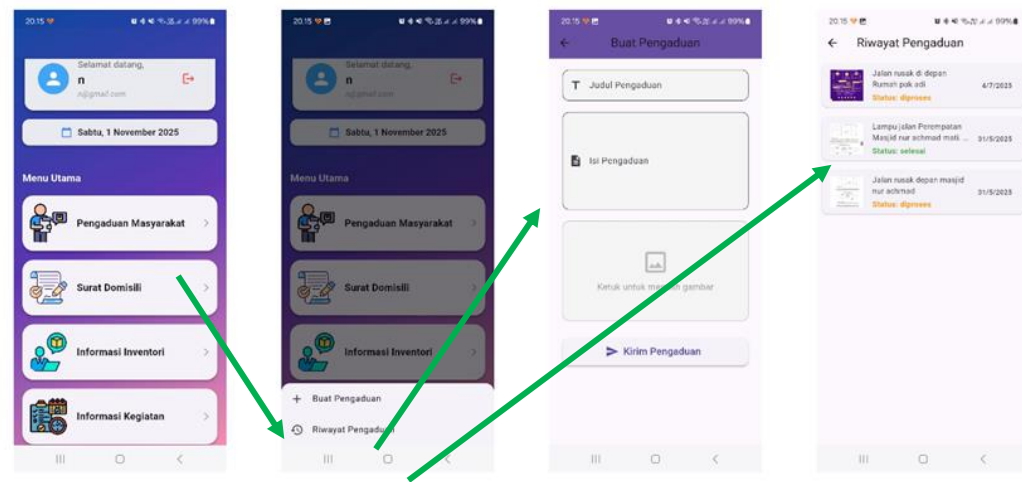 20.15
99%
Selamat datang,
n
n@gmail.com
Sabtu, 1 November 2025
Menu Utama
Pengaduan Masyarakat
Surat Domisili
Informasi Inventori
Informasi Kegiatan
20.15
99%
Selamat datang,
n
n@gmail.com
Sabtu, 1 November 2025
Menu Utama
Pengaduan Masyarakat
Surat Domisili
Informasi Inventori
Buat Pengaduan
Riwayat Pengaduan
20.15
99%
Buat Pengaduan
Judul Pengaduan
Isi Pengaduan
Ketuk untuk gambar
Kirim Pengaduan
20.15
99%
Riwayat Pengaduan
Jalan rusak di depan
Rumah pak adi
4/7/2025
Status: diproses
Lampu jalan Perempatan
Masjid nur achmad mati ...
31/5/2025
Status: selesai
Jalan rusak depan masjid
nur achmad
31/5/2025
Status: diproses